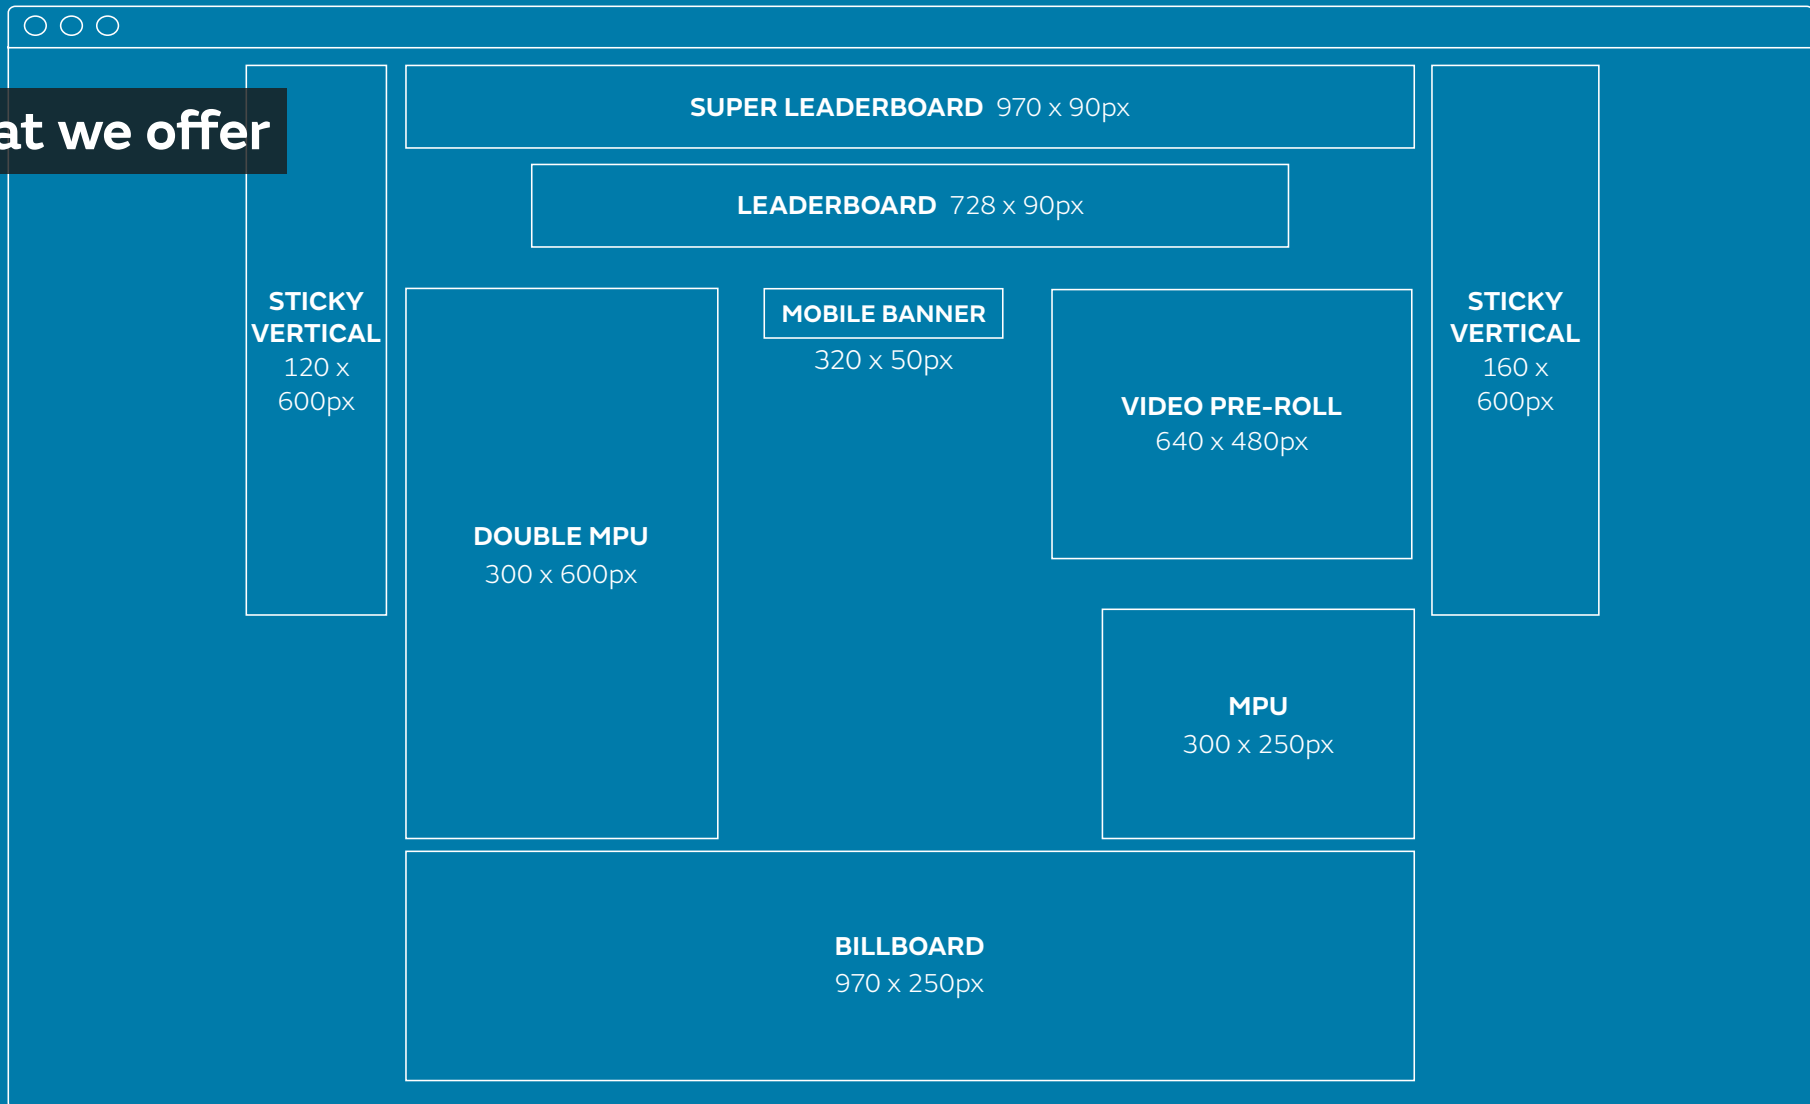 at we offer
SUPER LEADERBOARD 970 x 90px
LEADERBOARD 728 x 90px
STICKY
VERTICAL
120 x
600px
DOUBLE MPU
300 x 600px
MOBILE BANNER
320 x 50px
VIDEO PRE-ROLL
640 x 480px
STICKY
VERTICAL
160 x
600px
MPU
300 x 250px
BILLBOARD
970 x 250px